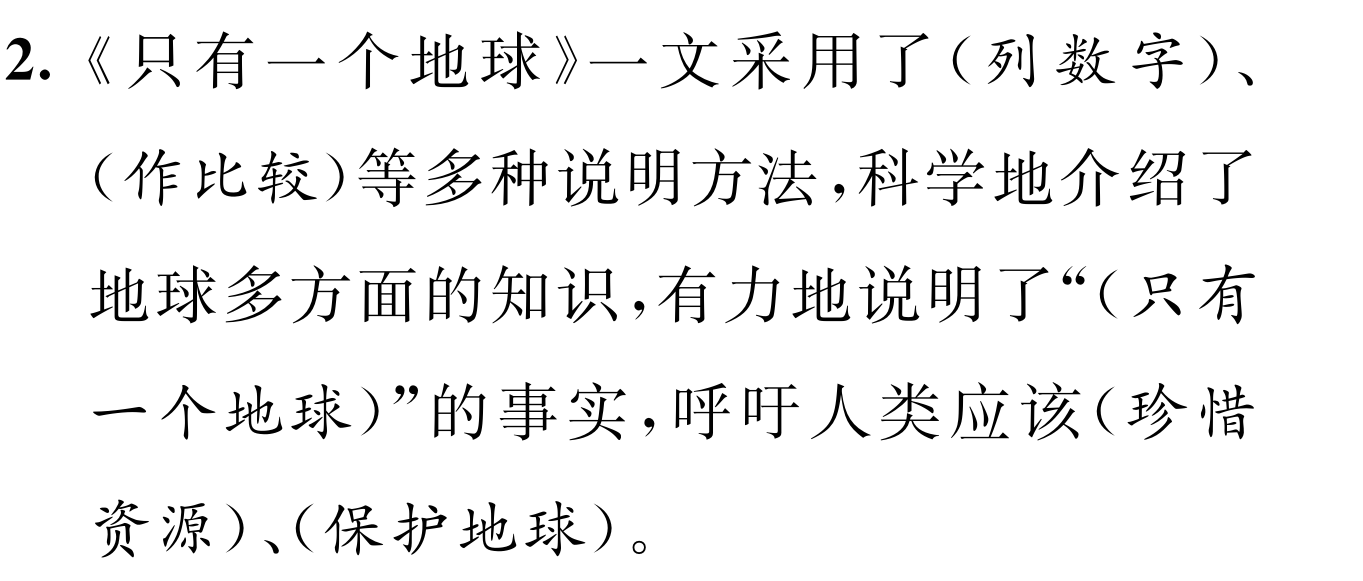 2.《只有一个地球》一文采用了(列数字)、
(作比较)等多种说明方法,科学地介绍了
地球多方面的知识,有力地说明了“(只有
一个地球)”的事实,呼吁人类应该(珍惜
资源)、(保护地球)。